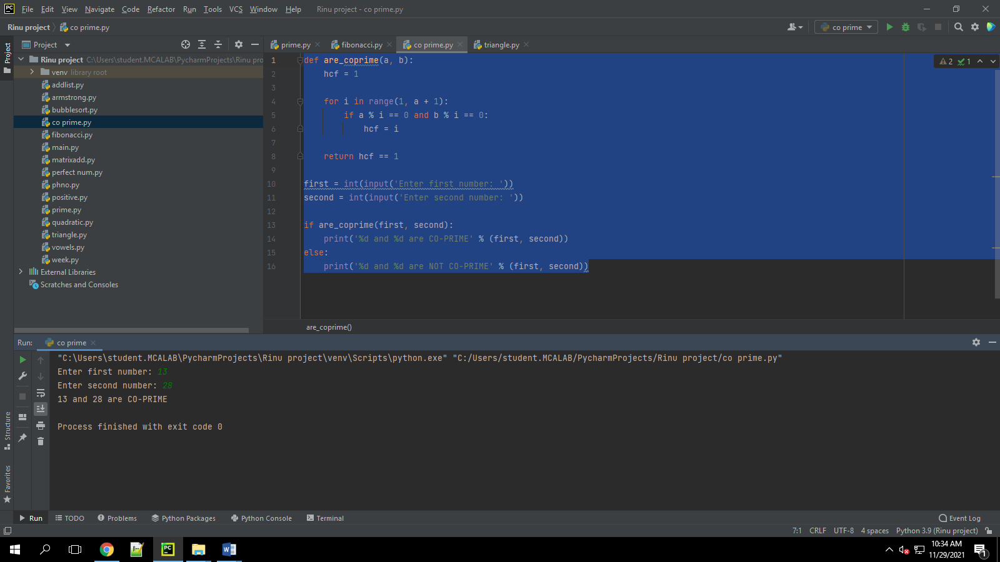 PC File Edit View Navigate Code Refactor Run Tools VCS Window Help Rinu project - co prime.py
Rinu project co prime.py co prime
Project prime.py fibonacci.py co prime.py triangle.py
Project
Rinu project C:\Users\student.MCALAB\PycharmProjects\Rinu pro
venv library root
addlist.py
armstrong.py
bubblesort.py
co prime.py
fibonacci.py
main.py
matrixadd.py
perfect num.py
phno.py
positive.py
prime.py
quadratic.py
triangle.py
vowels.py
week.py
External Libraries
Scratches and Consoles
2 1
1 def are_coprime(a, b):
2 hcf = 1
3
4 for i in range(1, a + 1):
5 if a % i == 0 and b % i == 0:
6 hcf = i
7
8 return hcf == 1
9
10 first = int(input('Enter first number: '))
11 second = int(input('Enter second number: '))
12
13 if are_coprime(first, second):
14 print('%d and %d are CO-PRIME' % (first, second))
15 else:
16 print('%d and %d are NOT CO-PRIME' % (first, second))
are_coprime()
Run: co prime
"C:\Users\student.MCALAB\PycharmProjects\Rinu project\venv\Scripts\python.exe" "C:/Users/student.MCALAB/PycharmProjects/Rinu project/co prime.py"
Enter first number: 13
Enter second number: 28
13 and 28 are CO-PRIME
Process finished with exit code 0
Structure
Favorites
Run TODO Problems Python Packages Python Console Terminal Event Log
7:1 CRLF UTF-8 4 spaces Python 3.9 (Rinu project)
PC W 10:34 AM
11/29/2021 1